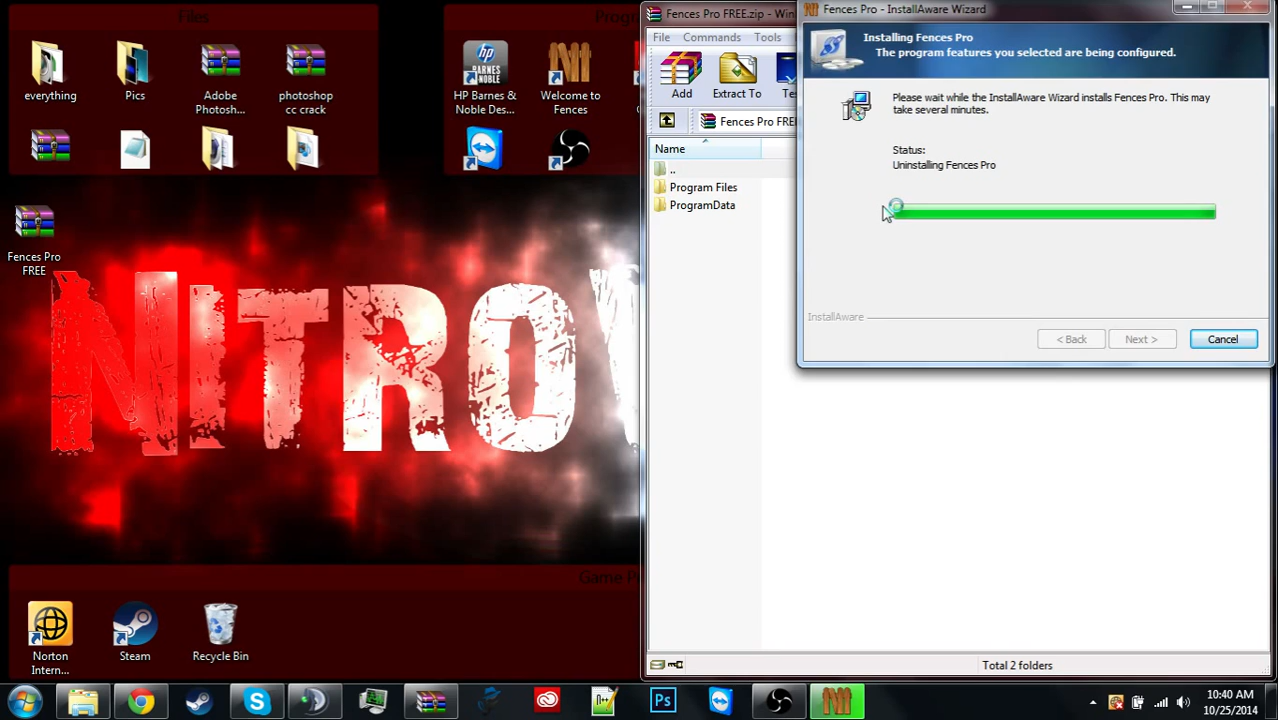 Files
everything
Pics
Adobe
Photosh...
photoshop
cc crack
HP Barnes &
Noble Des...
Welcome to
Fences
Fences Pro
FREE
NITRO
Norton
Intern...
Steam
Recycle Bin
Fences Pro FREE.zip - Win
File Commands Tools
Add
Extract To
Fences Pro FRE
Name
..
Program Files
ProgramData
Total 2 folders
Fences Pro - InstallAware Wizard
Installing Fences Pro
The program features you selected are being configured.
Please wait while the InstallAware Wizard installs Fences Pro. This may
take several minutes.
Status:
Uninstalling Fences Pro
InstallAware
< Back
Next >
Cancel
Ps
10:40 AM
10/25/2014